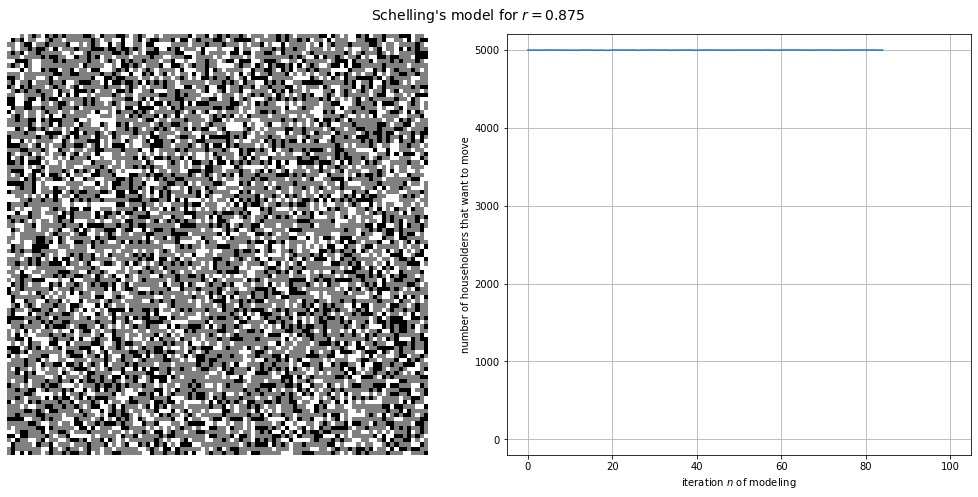 Schelling's model for r = 0.875
number of householders that want to move
5000
4000
3000
2000
1000
0
0 20 40 60 80 100
iteration n of modeling